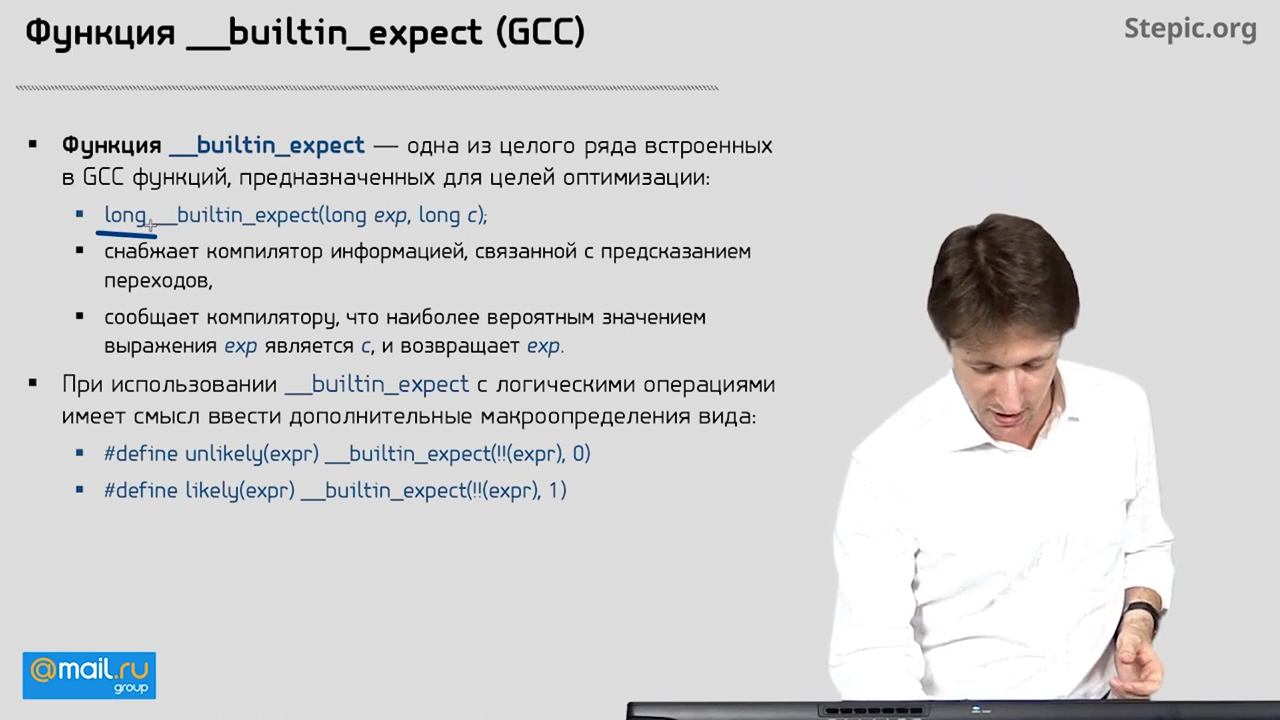 Функция __builtin_expect (GCC)
Stepic.org
Функция __builtin_expect — одна из целого ряда встроенных
в GCC функций, предназначенных для целей оптимизации:
long __builtin_expect(long exp, long c);
снабжает компилятор информацией, связанной с предсказанием
переходов,
сообщает компилятору, что наиболее вероятным значением
выражения exp является c, и возвращает exp.
При использовании __builtin_expect с логическими операциями
имеет смысл ввести дополнительные макроопределения вида:
#define unlikely(expr) __builtin_expect(!!(expr), 0)
#define likely(expr) __builtin_expect(!!(expr), 1)
@mail.ru
group